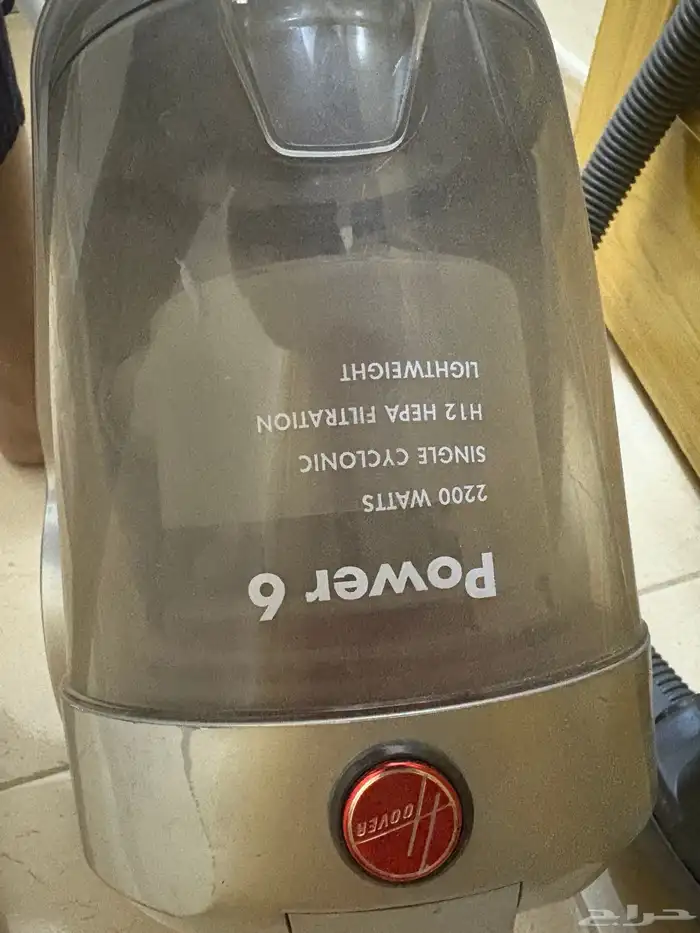 HOOVER
Power 6
2200 WATTS
SINGLE CYCLONIC
H12 HEPA FILTRATION
LIGHTWEIGHT
حراج